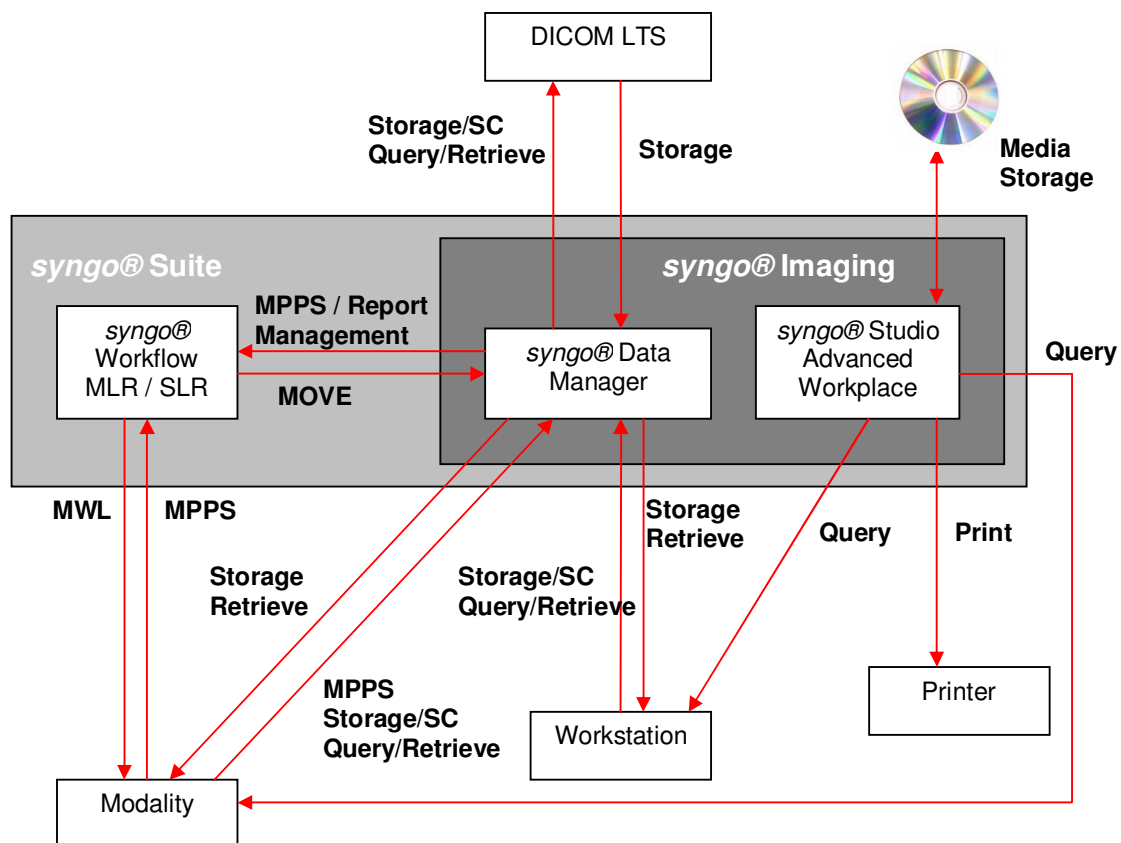 DICOM LTS
Storage/SC
Query/Retrieve
Storage
Media
Storage
syngo® Suite
syngo® Imaging
MPPS / Report
Management
syngo®
Workflow
MLR / SLR
MOVE
syngo® Data
Manager
syngo® Studio
Advanced
Workplace
Query
MWL
MPPS
Storage
Retrieve
Storage/SC
Query/Retrieve
Storage
Retrieve
Query
Print
MPPS
Storage/SC
Query/Retrieve
Workstation
Printer
Modality